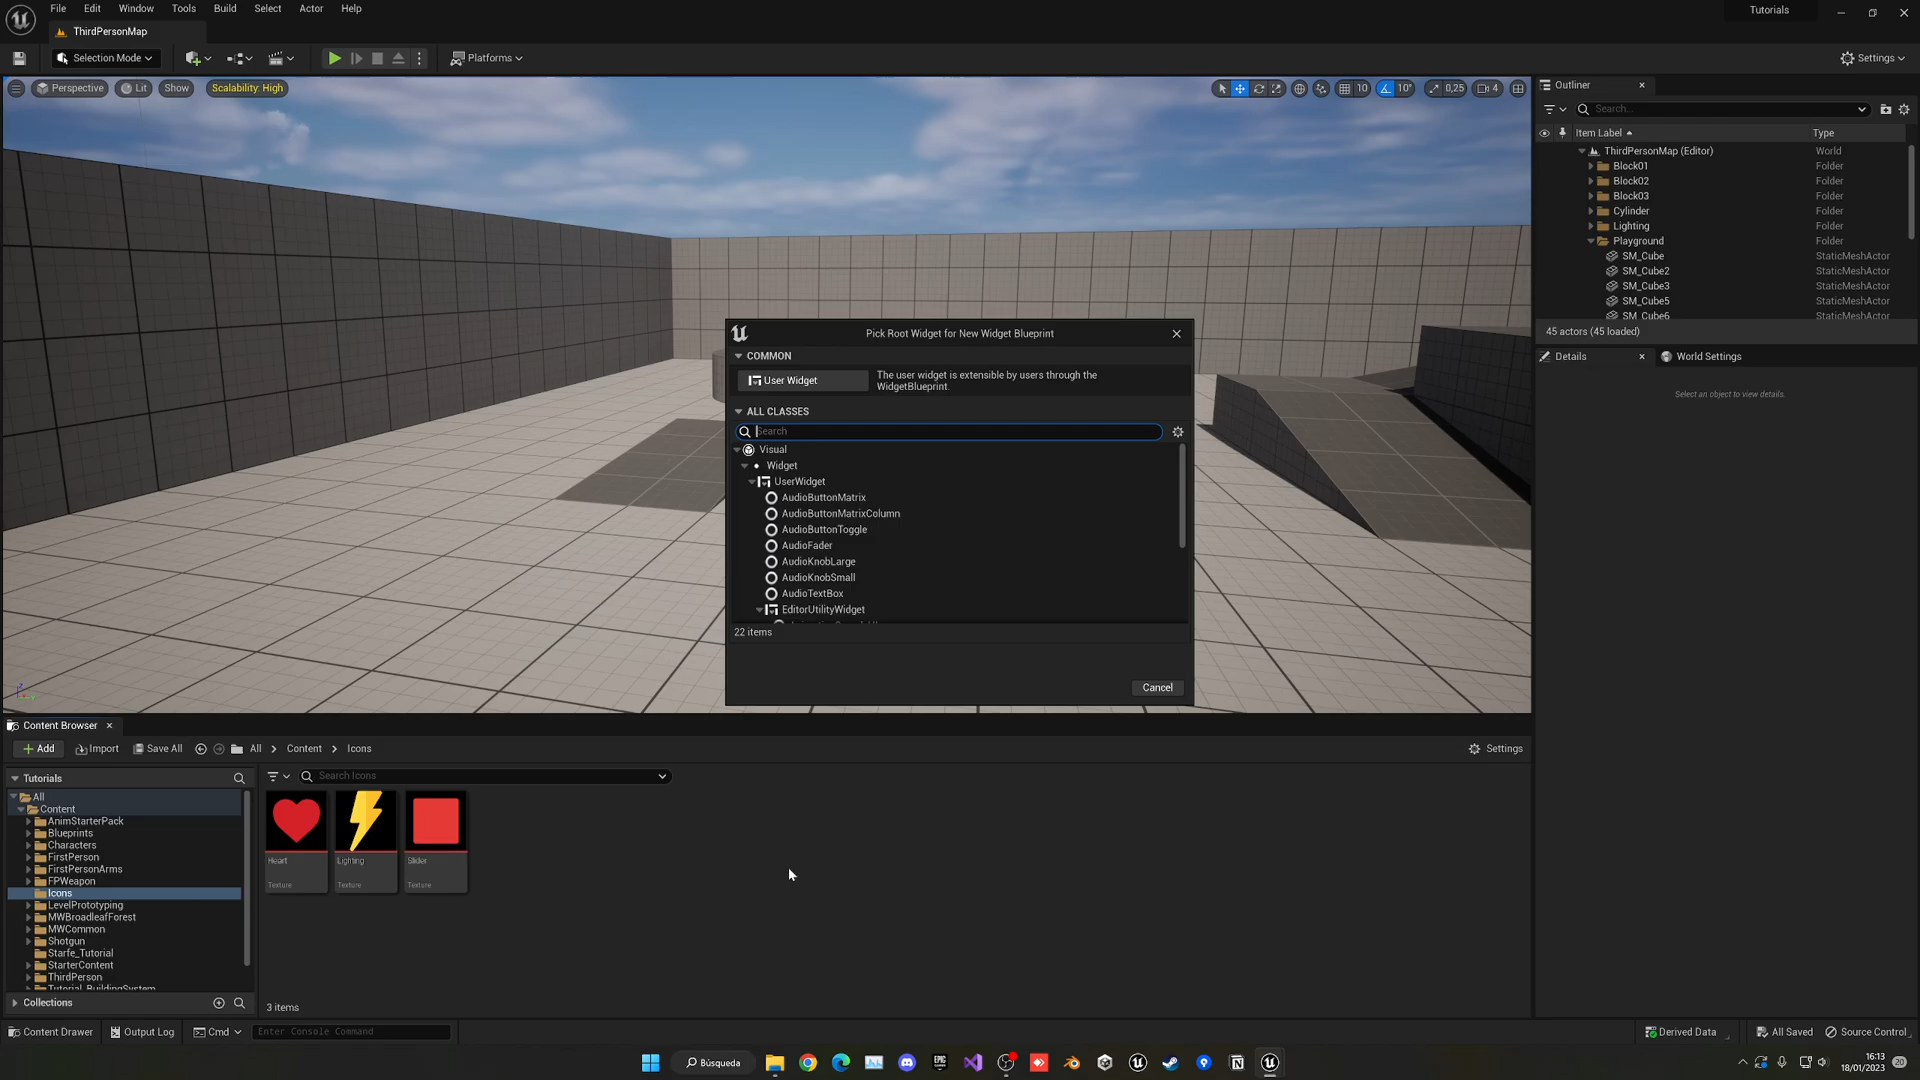 File Edit Window Tools Build Select Actor Help
Tutorials
ThirdPersonMap
Selection Mode
Platforms
Settings
Perspective Lit Show Scalability: High
10 10° 0,25 4
Outliner
Search...
Item Label Type
ThirdPersonMap (Editor) World
Block01 Folder
Block02 Folder
Block03 Folder
Cylinder Folder
Lighting Folder
Playground Folder
SM_Cube StaticMeshActor
SM_Cube2 StaticMeshActor
SM_Cube3 StaticMeshActor
SM_Cube5 StaticMeshActor
SM_Cube6 StaticMeshActor
45 actors (45 loaded)
Details World Settings
Select an object to view details.
Pick Root Widget for New Widget Blueprint
COMMON
User Widget
The user widget is extensible by users through the
WidgetBlueprint.
ALL CLASSES
Search
Visual
Widget
UserWidget
AudioButtonMatrix
AudioButtonMatrixColumn
AudioButtonToggle
AudioFader
AudioKnobLarge
AudioKnobSmall
AudioTextBox
EditorUtilityWidget
22 items
Cancel
Content Browser
Add Import Save All All Content Icons
Settings
Tutorials
Search Icons
All
Content
AnimStarterPack
Blueprints
Characters
FirstPerson
FirstPersonArms
FPWeapon
Icons
LevelPrototyping
MWBroadleafForest
MWCommon
Shotgun
Starfe_Tutorial
StarterContent
ThirdPerson
Tutorial_BuildingSystem
Collections
Heart
Texture
Lighting
Texture
Slider
Texture
3 items
Content Drawer Output Log Cmd Enter Console Command
Derived Data All Saved Source Control
Búsqueda
EPIC
16:13
18/01/2023
20